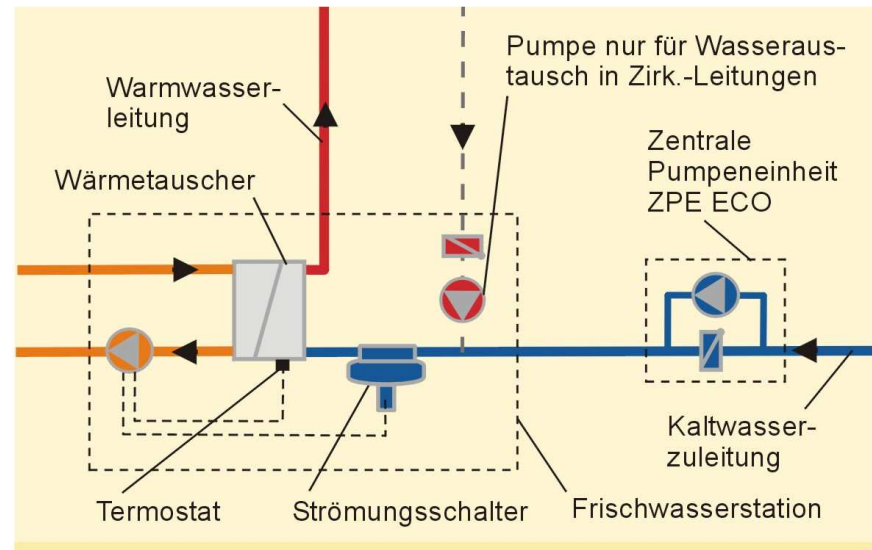 Pumpe nur für Wasseraus-
tausch in Zirk.-Leitungen
Warmwasser-
leitung
Zentrale
Pumpeneinheit
ZPE ECO
Wärmetauscher
Kaltwasser-
zuleitung
Termostat
Strömungsschalter
Frischwasserstation